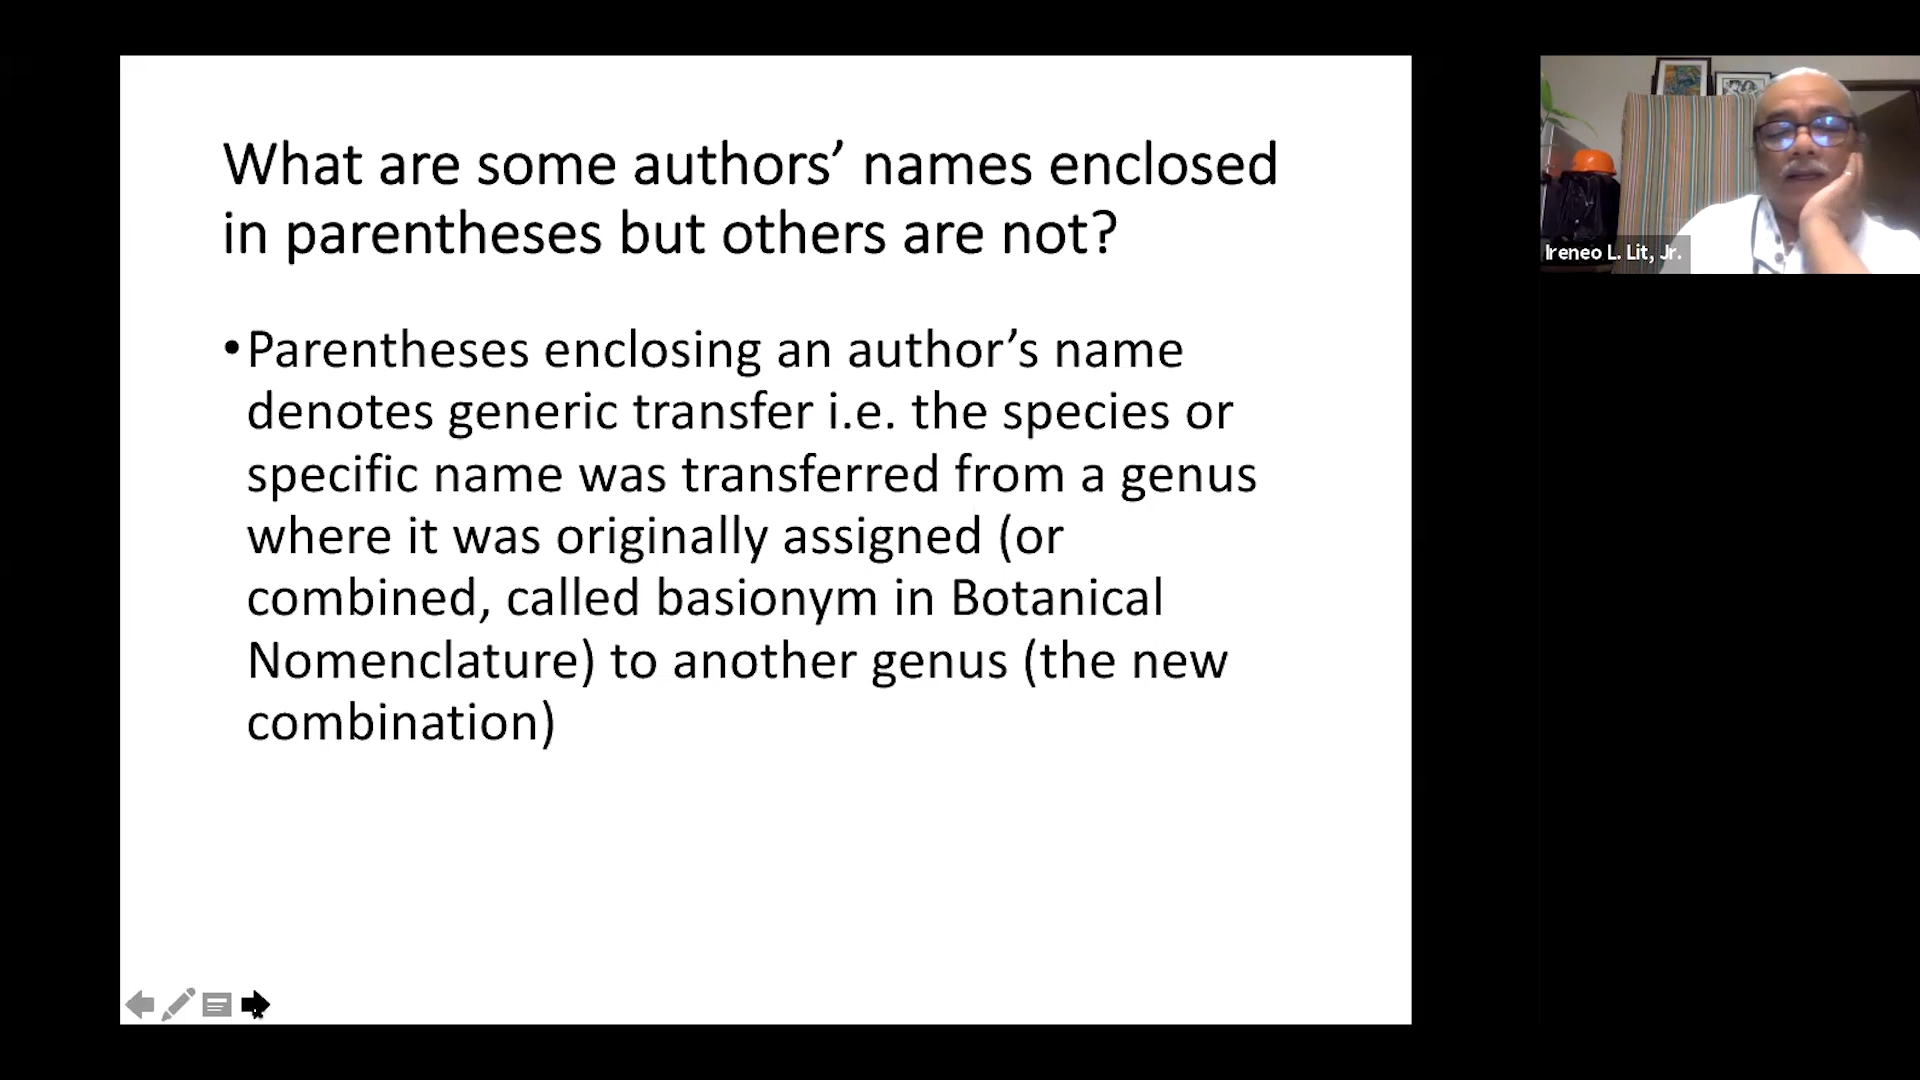 What are some authors’ names enclosed
in parentheses but others are not?
•Parentheses enclosing an author’s name
denotes generic transfer i.e. the species or
specific name was transferred from a genus
where it was originally assigned (or
combined, called basionym in Botanical
Nomenclature) to another genus (the new
combination)
Ireneo L. Lit, Jr.